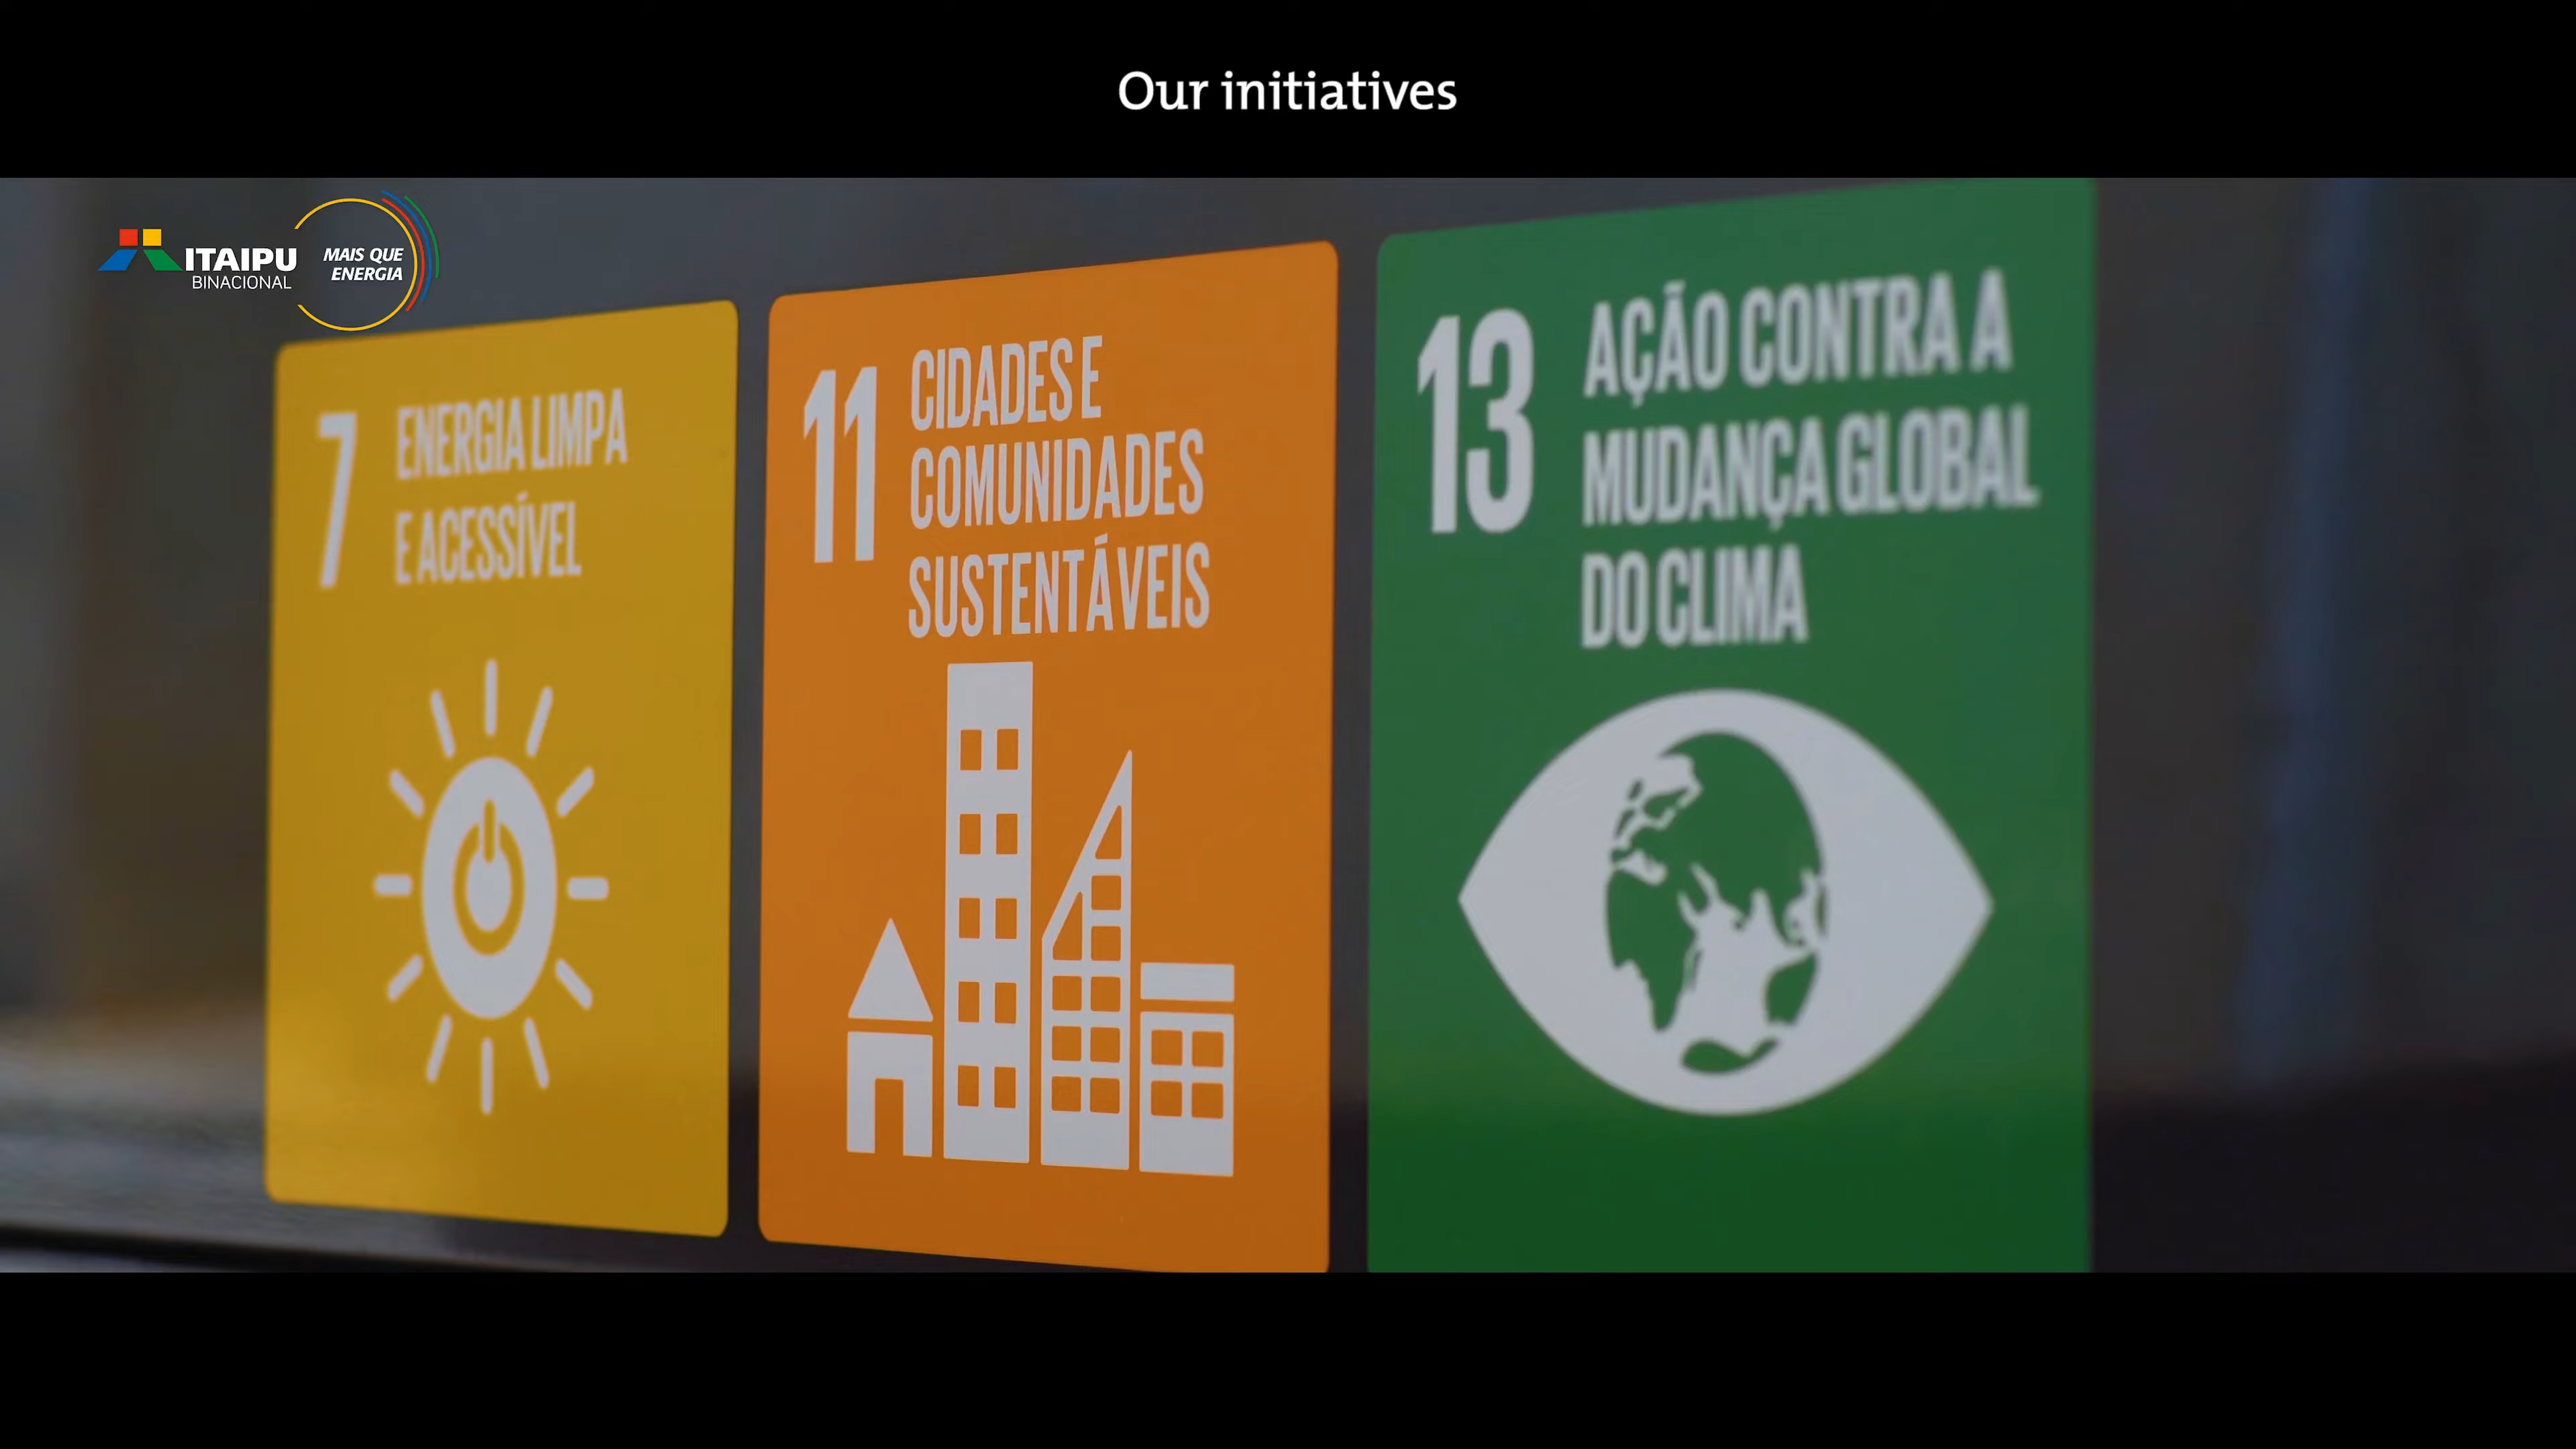 Our initiatives
ITAIPU
BINACIONAL
MAIS QUE
ENERGIA
7
ENERGIA LIMPA
E ACESSÍVEL
11
CIDADES E
COMUNIDADES
SUSTENTÁVEIS
13
AÇÃO CONTRA A
MUDANÇA GLOBAL
DO CLIMA